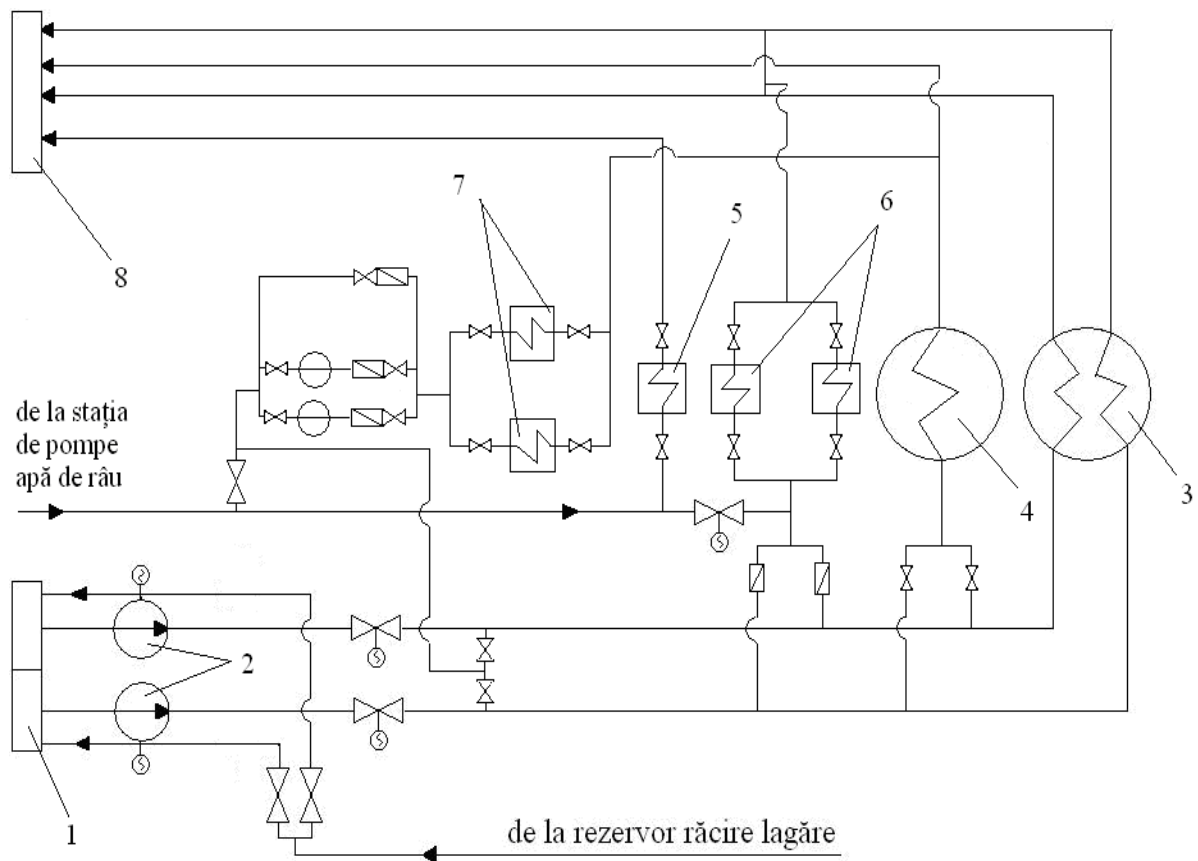 8
7
5
6
de la stația
de pompe
apă de râu
4
3
2
1
de la rezervor răcire lagăre